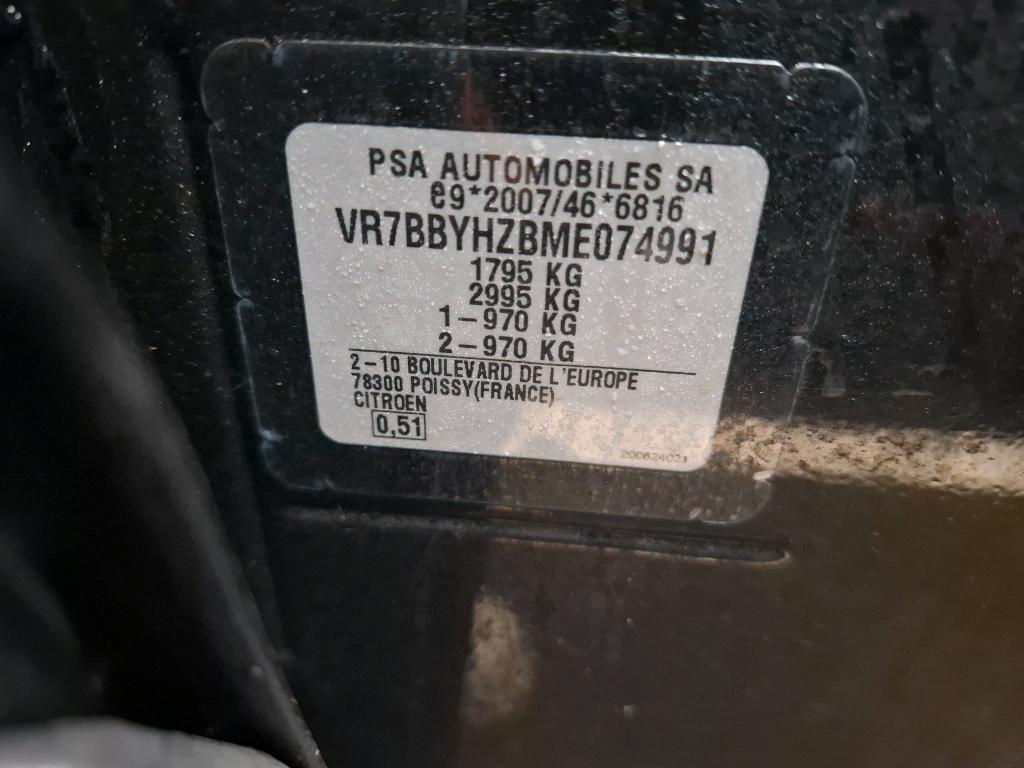 PSA AUTOMOBILES SA
e9*2007/46*6816
VR7BBYHZBME074991
1795 KG
2995 KG
1-970 KG
2-970 KG
2-10 BOULEVARD DE L'EUROPE
78300 POISSY(FRANCE)
CITROEN
0,51
200624021